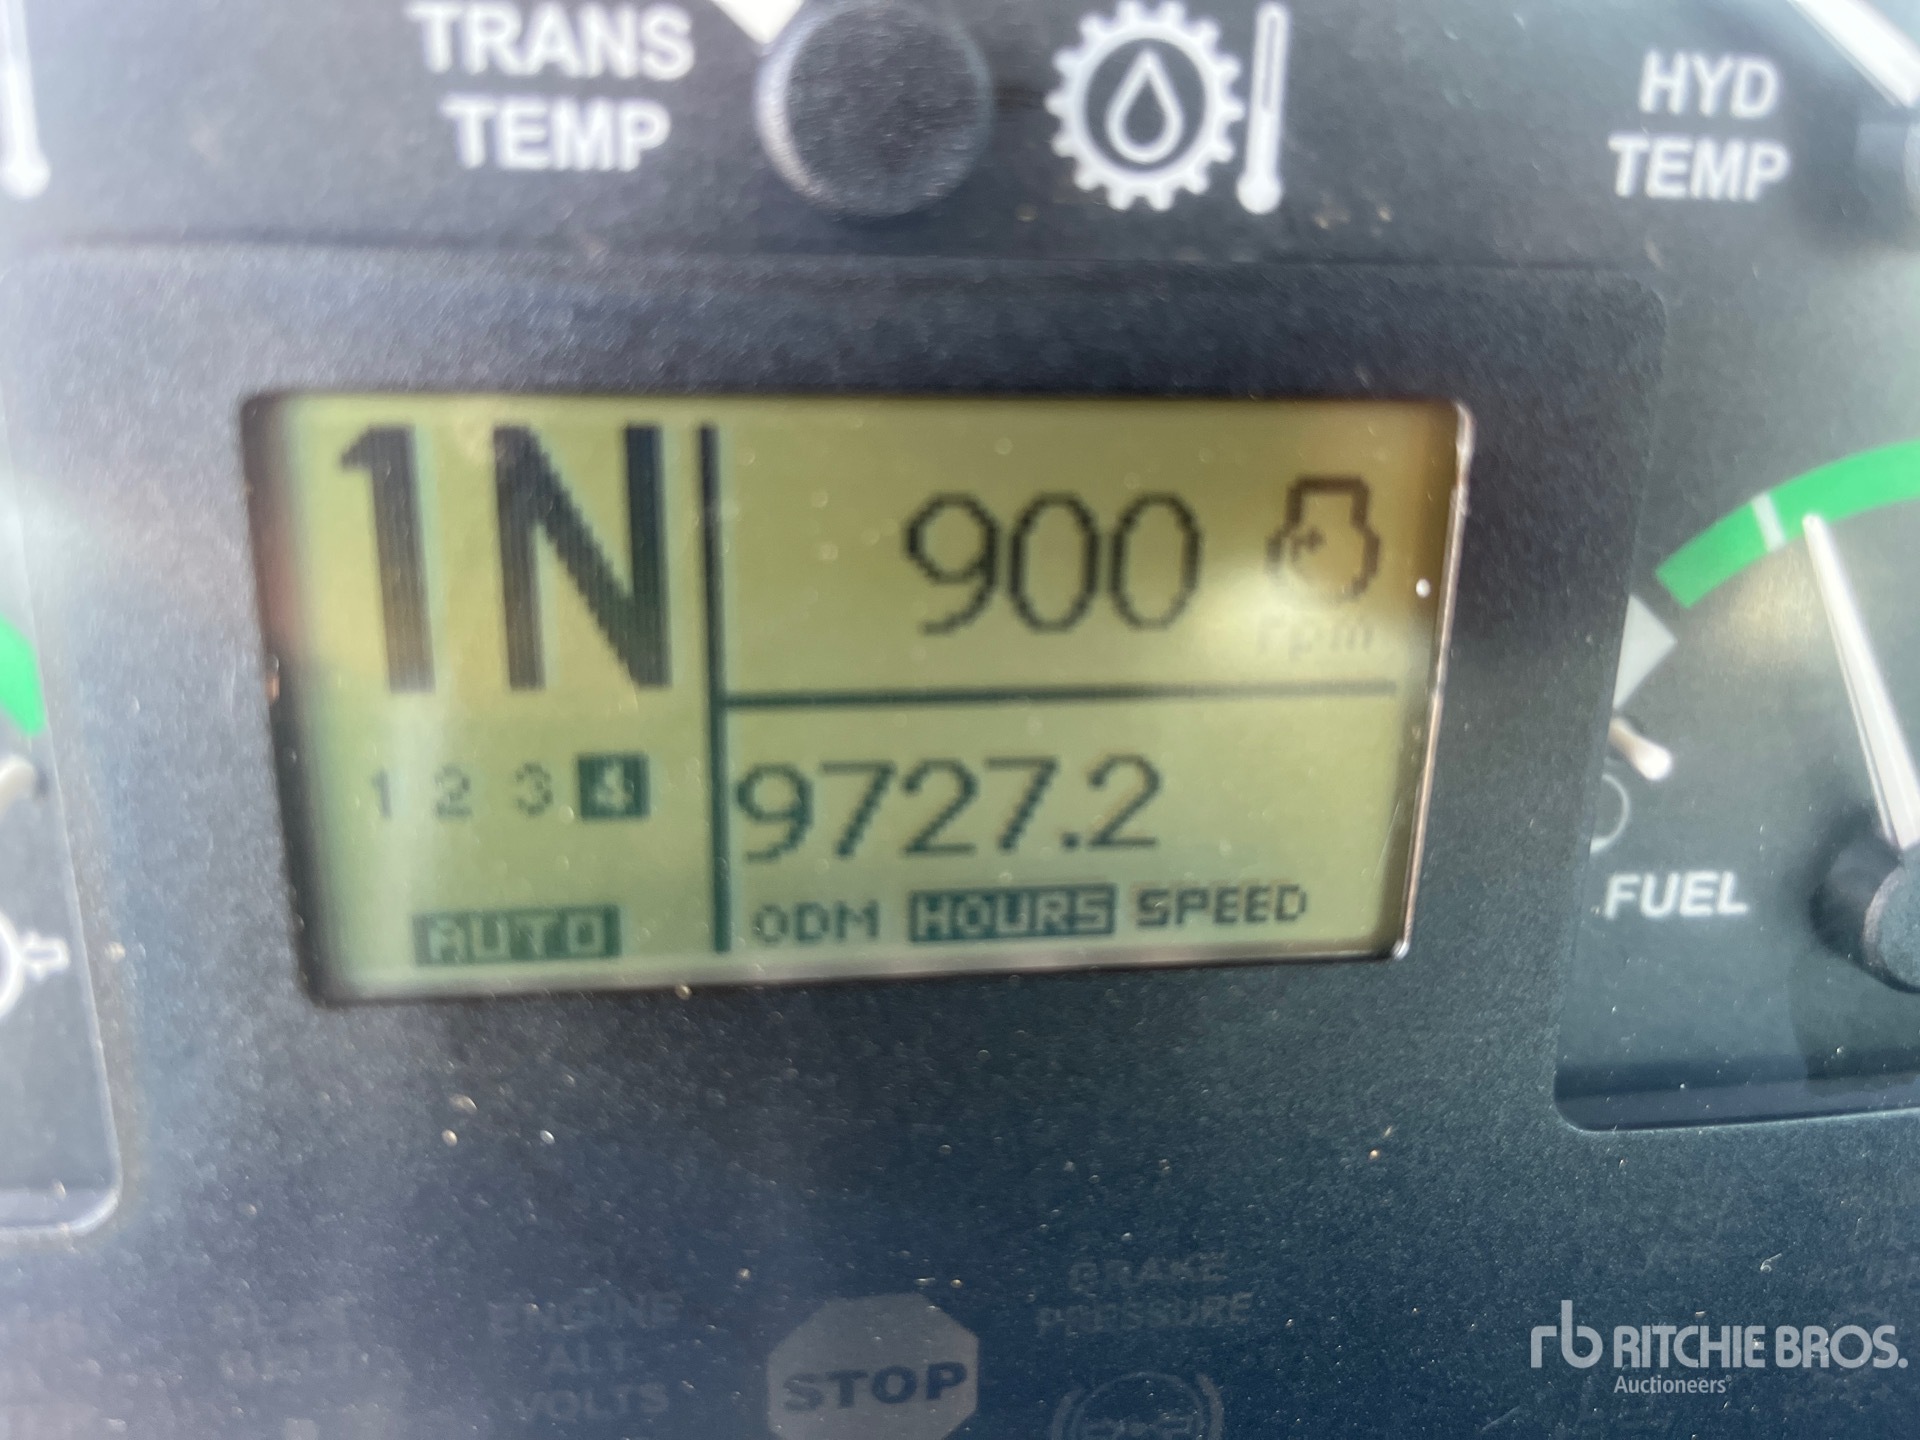 TRANS
TEMP
HYD
TEMP
1N
900
rpm
1 2 3 4
9727.2
AUTO
ODM HOURS SPEED
FUEL
BRAKE
PRESSURE
ENGINE
ALT
VOLTS
STOP
rb RITCHIE BROS.
Auctioneers